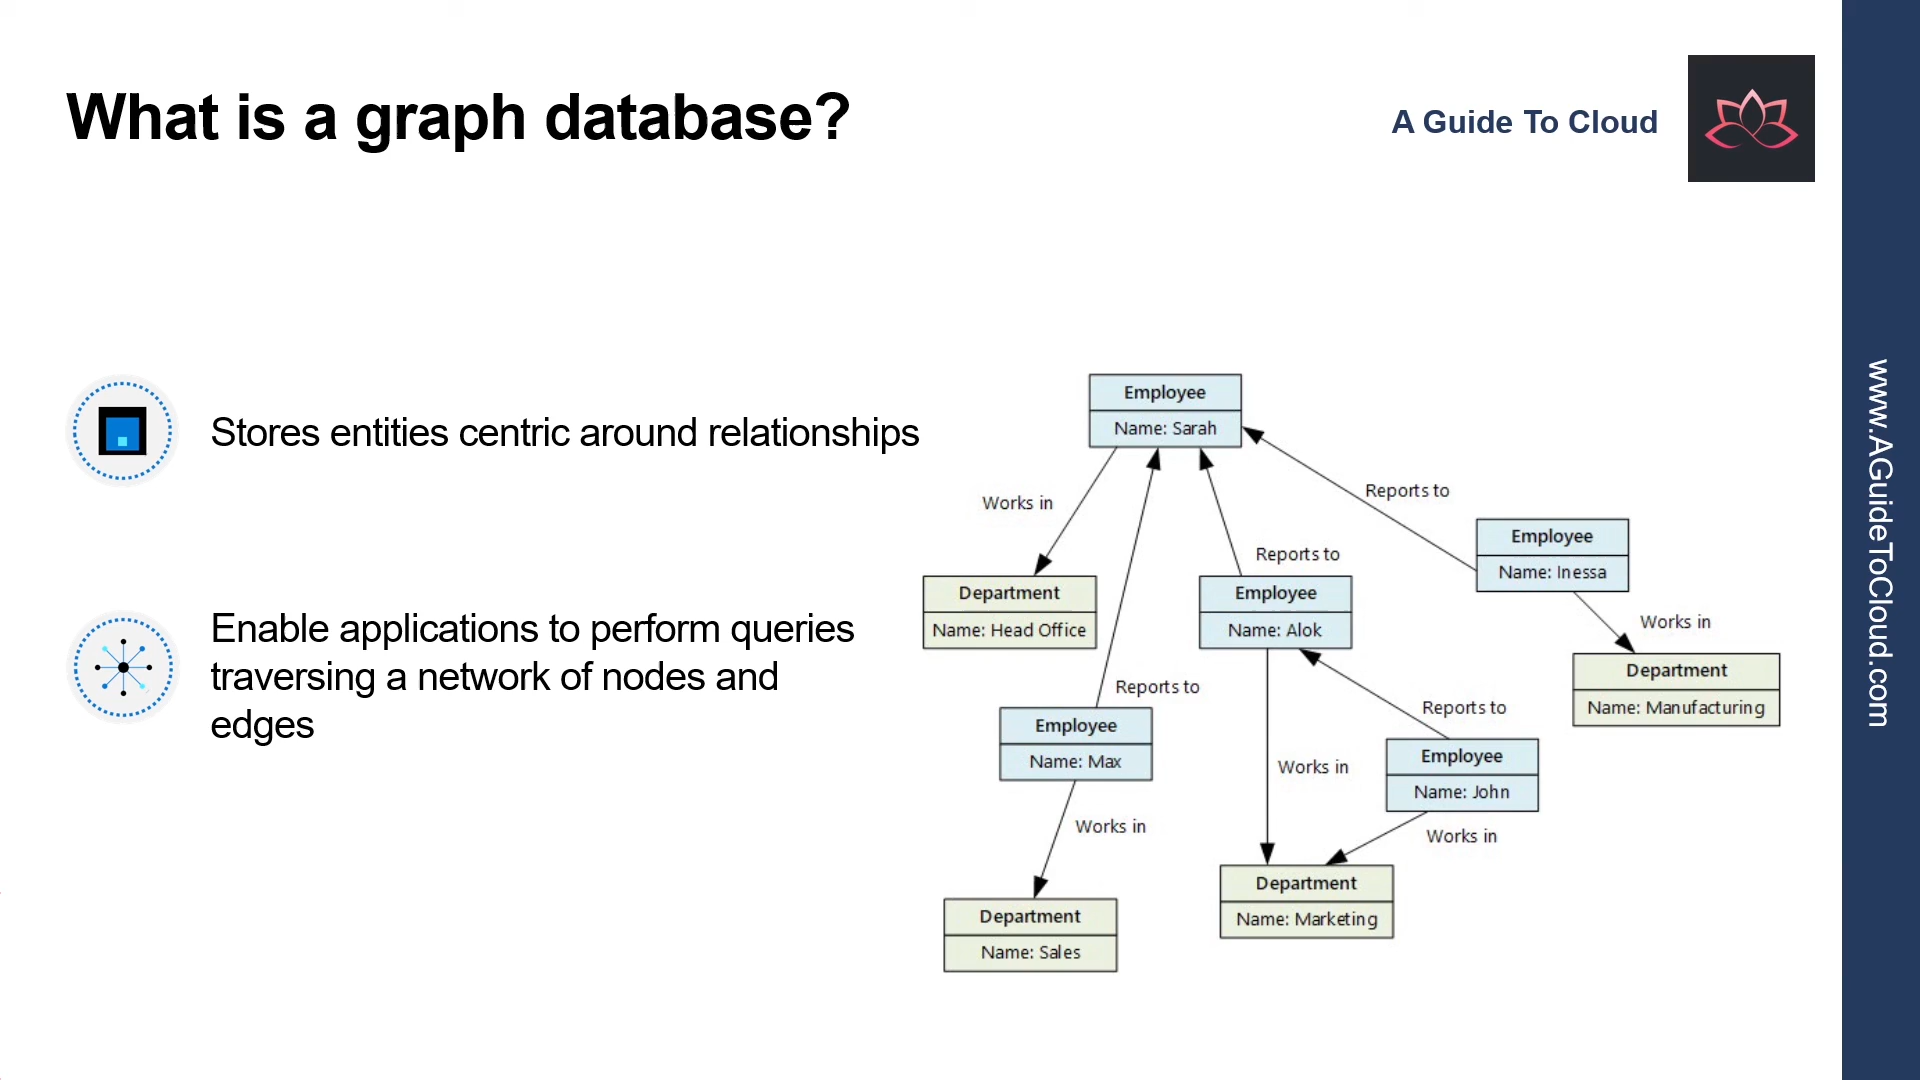 What is a graph database?
A Guide To Cloud
www.AGuideToCloud.com
Stores entities centric around relationships
Enable applications to perform queries
traversing a network of nodes and
edges
Employee
Name: Sarah
Works in
Reports to
Reports to
Employee
Name: Inessa
Department
Name: Head Office
Employee
Name: Alok
Works in
Department
Name: Manufacturing
Reports to
Reports to
Employee
Name: Max
Works in
Employee
Name: John
Works in
Works in
Department
Name: Marketing
Department
Name: Sales